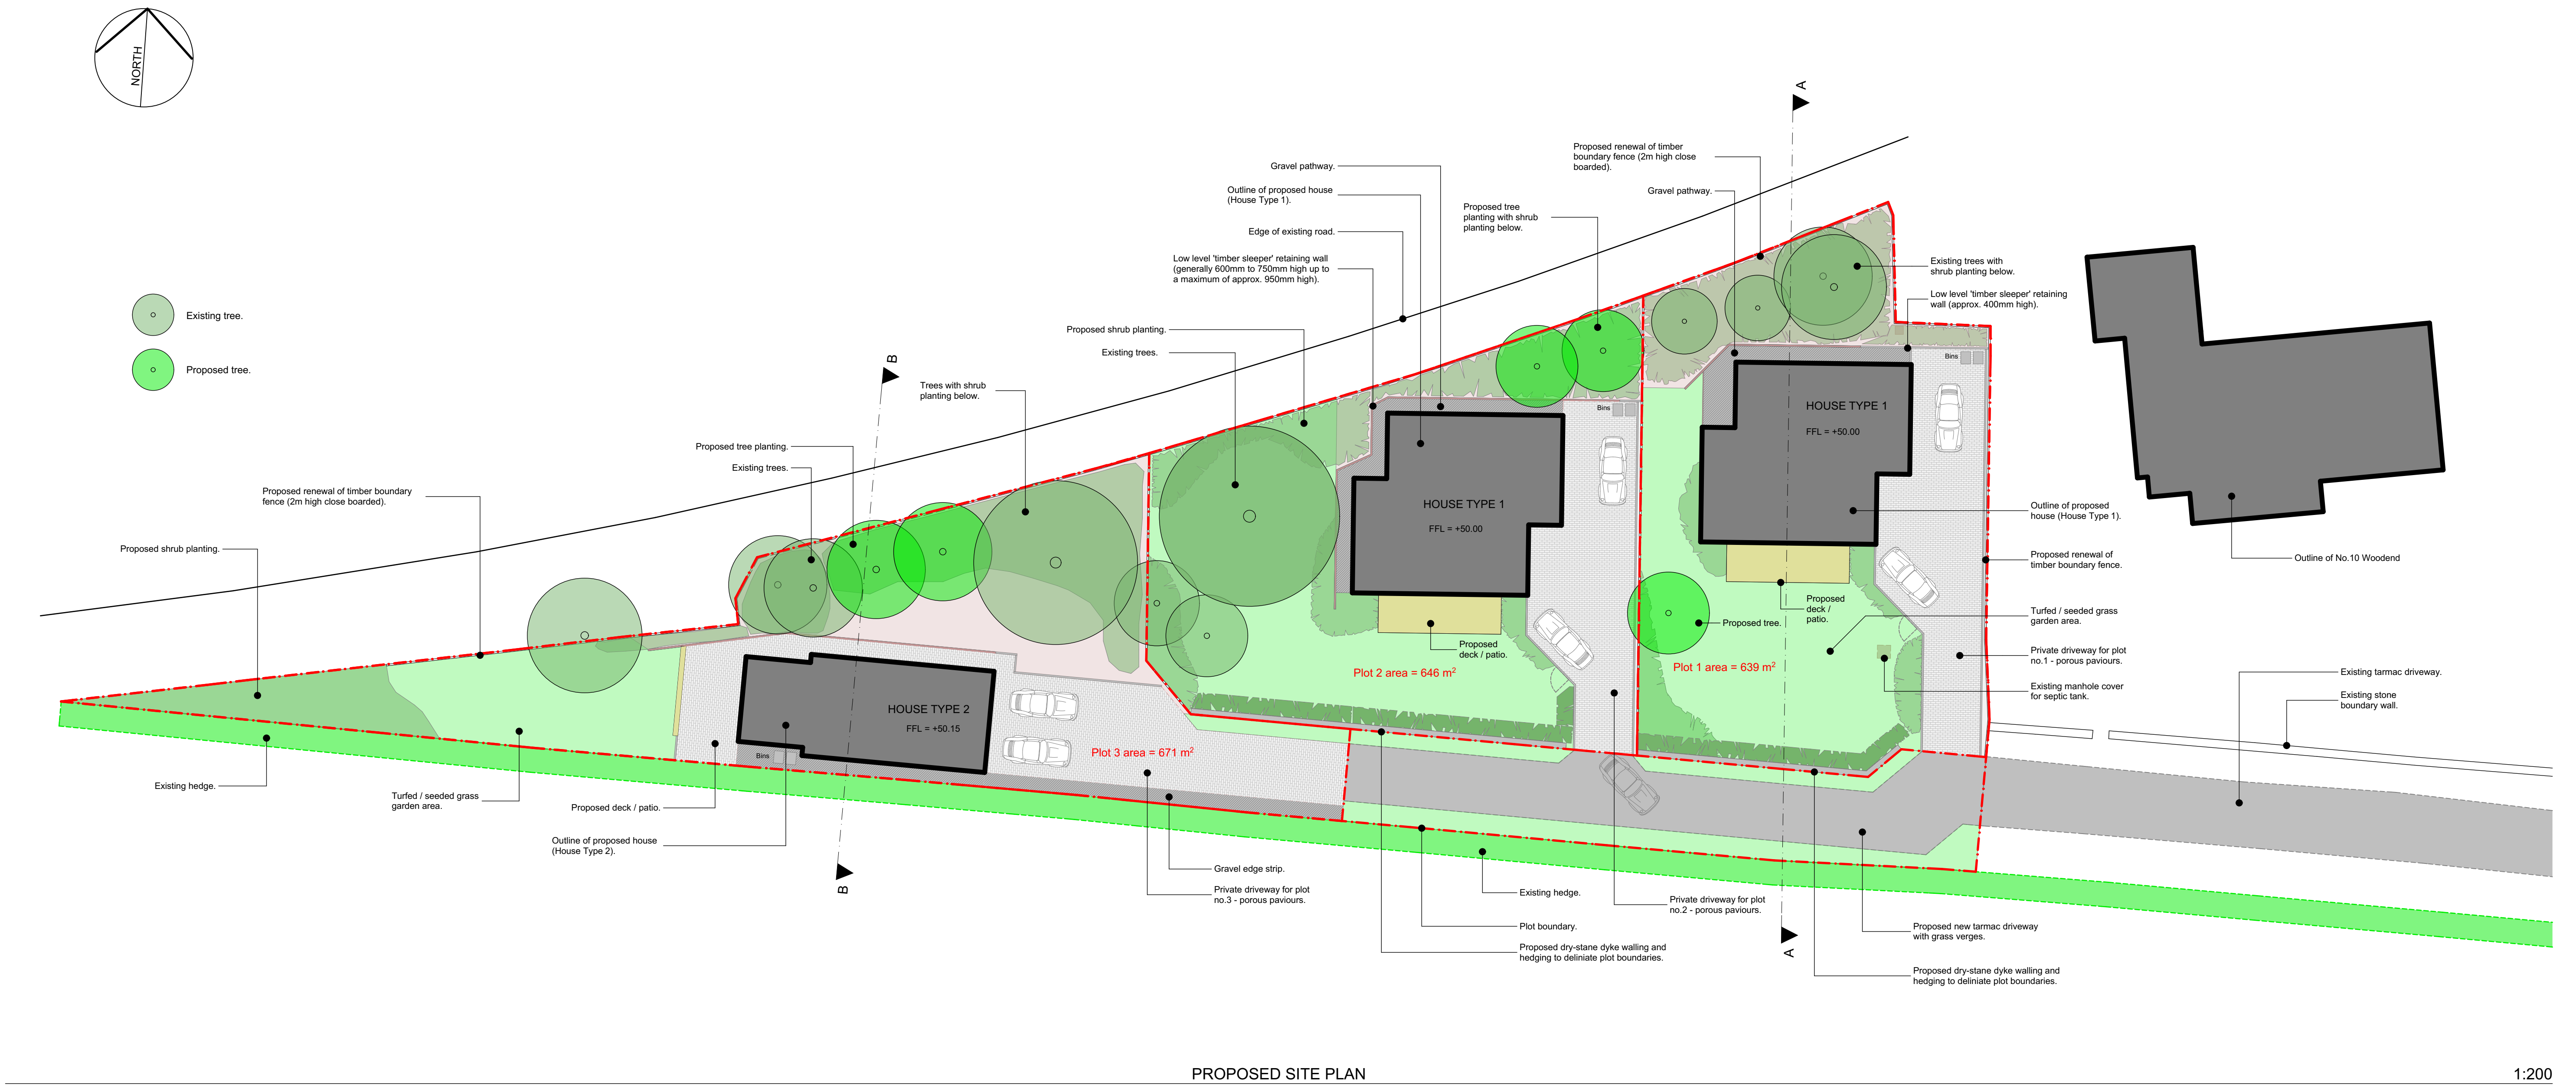 NORTH
A
Proposed renewal of timber
boundary fence (2m high close
boarded).
Gravel pathway.
Outline of proposed house
(House Type 1).
Gravel pathway.
Proposed tree
planting with shrub
planting below.
Edge of existing road.
Low level 'timber sleeper' retaining wall
(generally 600mm to 750mm high up to
a maximum of approx. 950mm high).
Existing trees with
shrub planting below.
Low level 'timber sleeper' retaining
wall (approx. 400mm high).
Existing tree.
Proposed tree.
Proposed shrub planting.
Existing trees.
B
Trees with shrub
planting below.
Bins
Bins
HOUSE TYPE 1
FFL = +50.00
Proposed tree planting.
Existing trees.
Proposed renewal of timber boundary
fence (2m high close boarded).
HOUSE TYPE 1
FFL = +50.00
Outline of proposed
house (House Type 1).
Proposed shrub planting.
Proposed renewal of
timber boundary fence.
Outline of No.10 Woodend
Proposed
deck /
patio.
Proposed tree.
Turfed / seeded grass
garden area.
Proposed
deck / patio.
Plot 2 area = 646 m²
Plot 1 area = 639 m²
Private driveway for plot
no.1 - porous paviours.
Existing manhole cover
for septic tank.
Existing tarmac driveway.
Existing stone
boundary wall.
HOUSE TYPE 2
FFL = +50.15
Plot 3 area = 671 m²
Bins
Existing hedge.
Turfed / seeded grass
garden area.
Proposed deck / patio.
Outline of proposed house
(House Type 2).
B
Gravel edge strip.
Private driveway for plot
no.3 - porous paviours.
Existing hedge.
Private driveway for plot
no.2 - porous paviours.
Plot boundary.
Proposed dry-stane dyke walling and
hedging to deliniate plot boundaries.
A
Proposed new tarmac driveway
with grass verges.
Proposed dry-stane dyke walling and
hedging to deliniate plot boundaries.
PROPOSED SITE PLAN
1:200